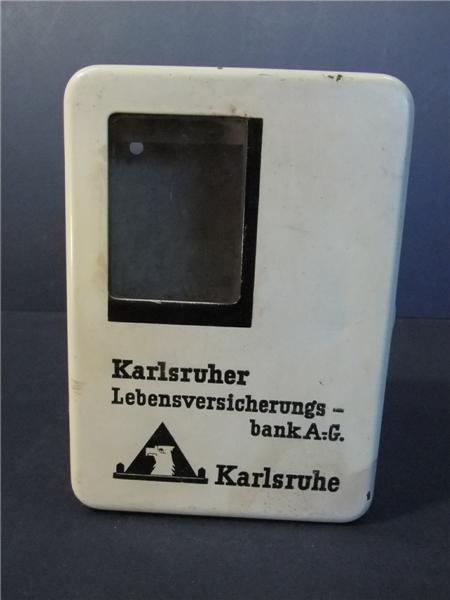 Karlsruher
Lebensversicherungs-
bank A.-G.
Karlsruhe